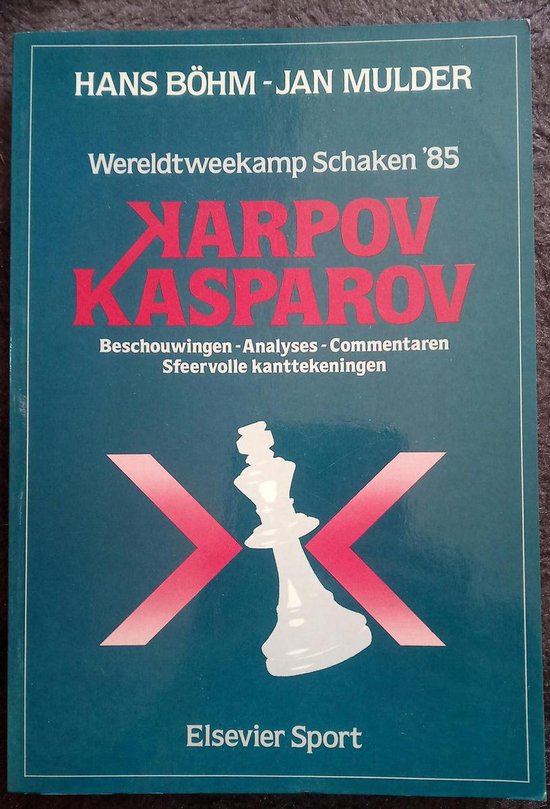 HANS BÖHM - JAN MULDER
Wereldtweekamp Schaken '85
KARPOV
KASPAROV
Beschouwingen - Analyses - Commentaren
Sfeervolle kanttekeningen
Elsevier Sport